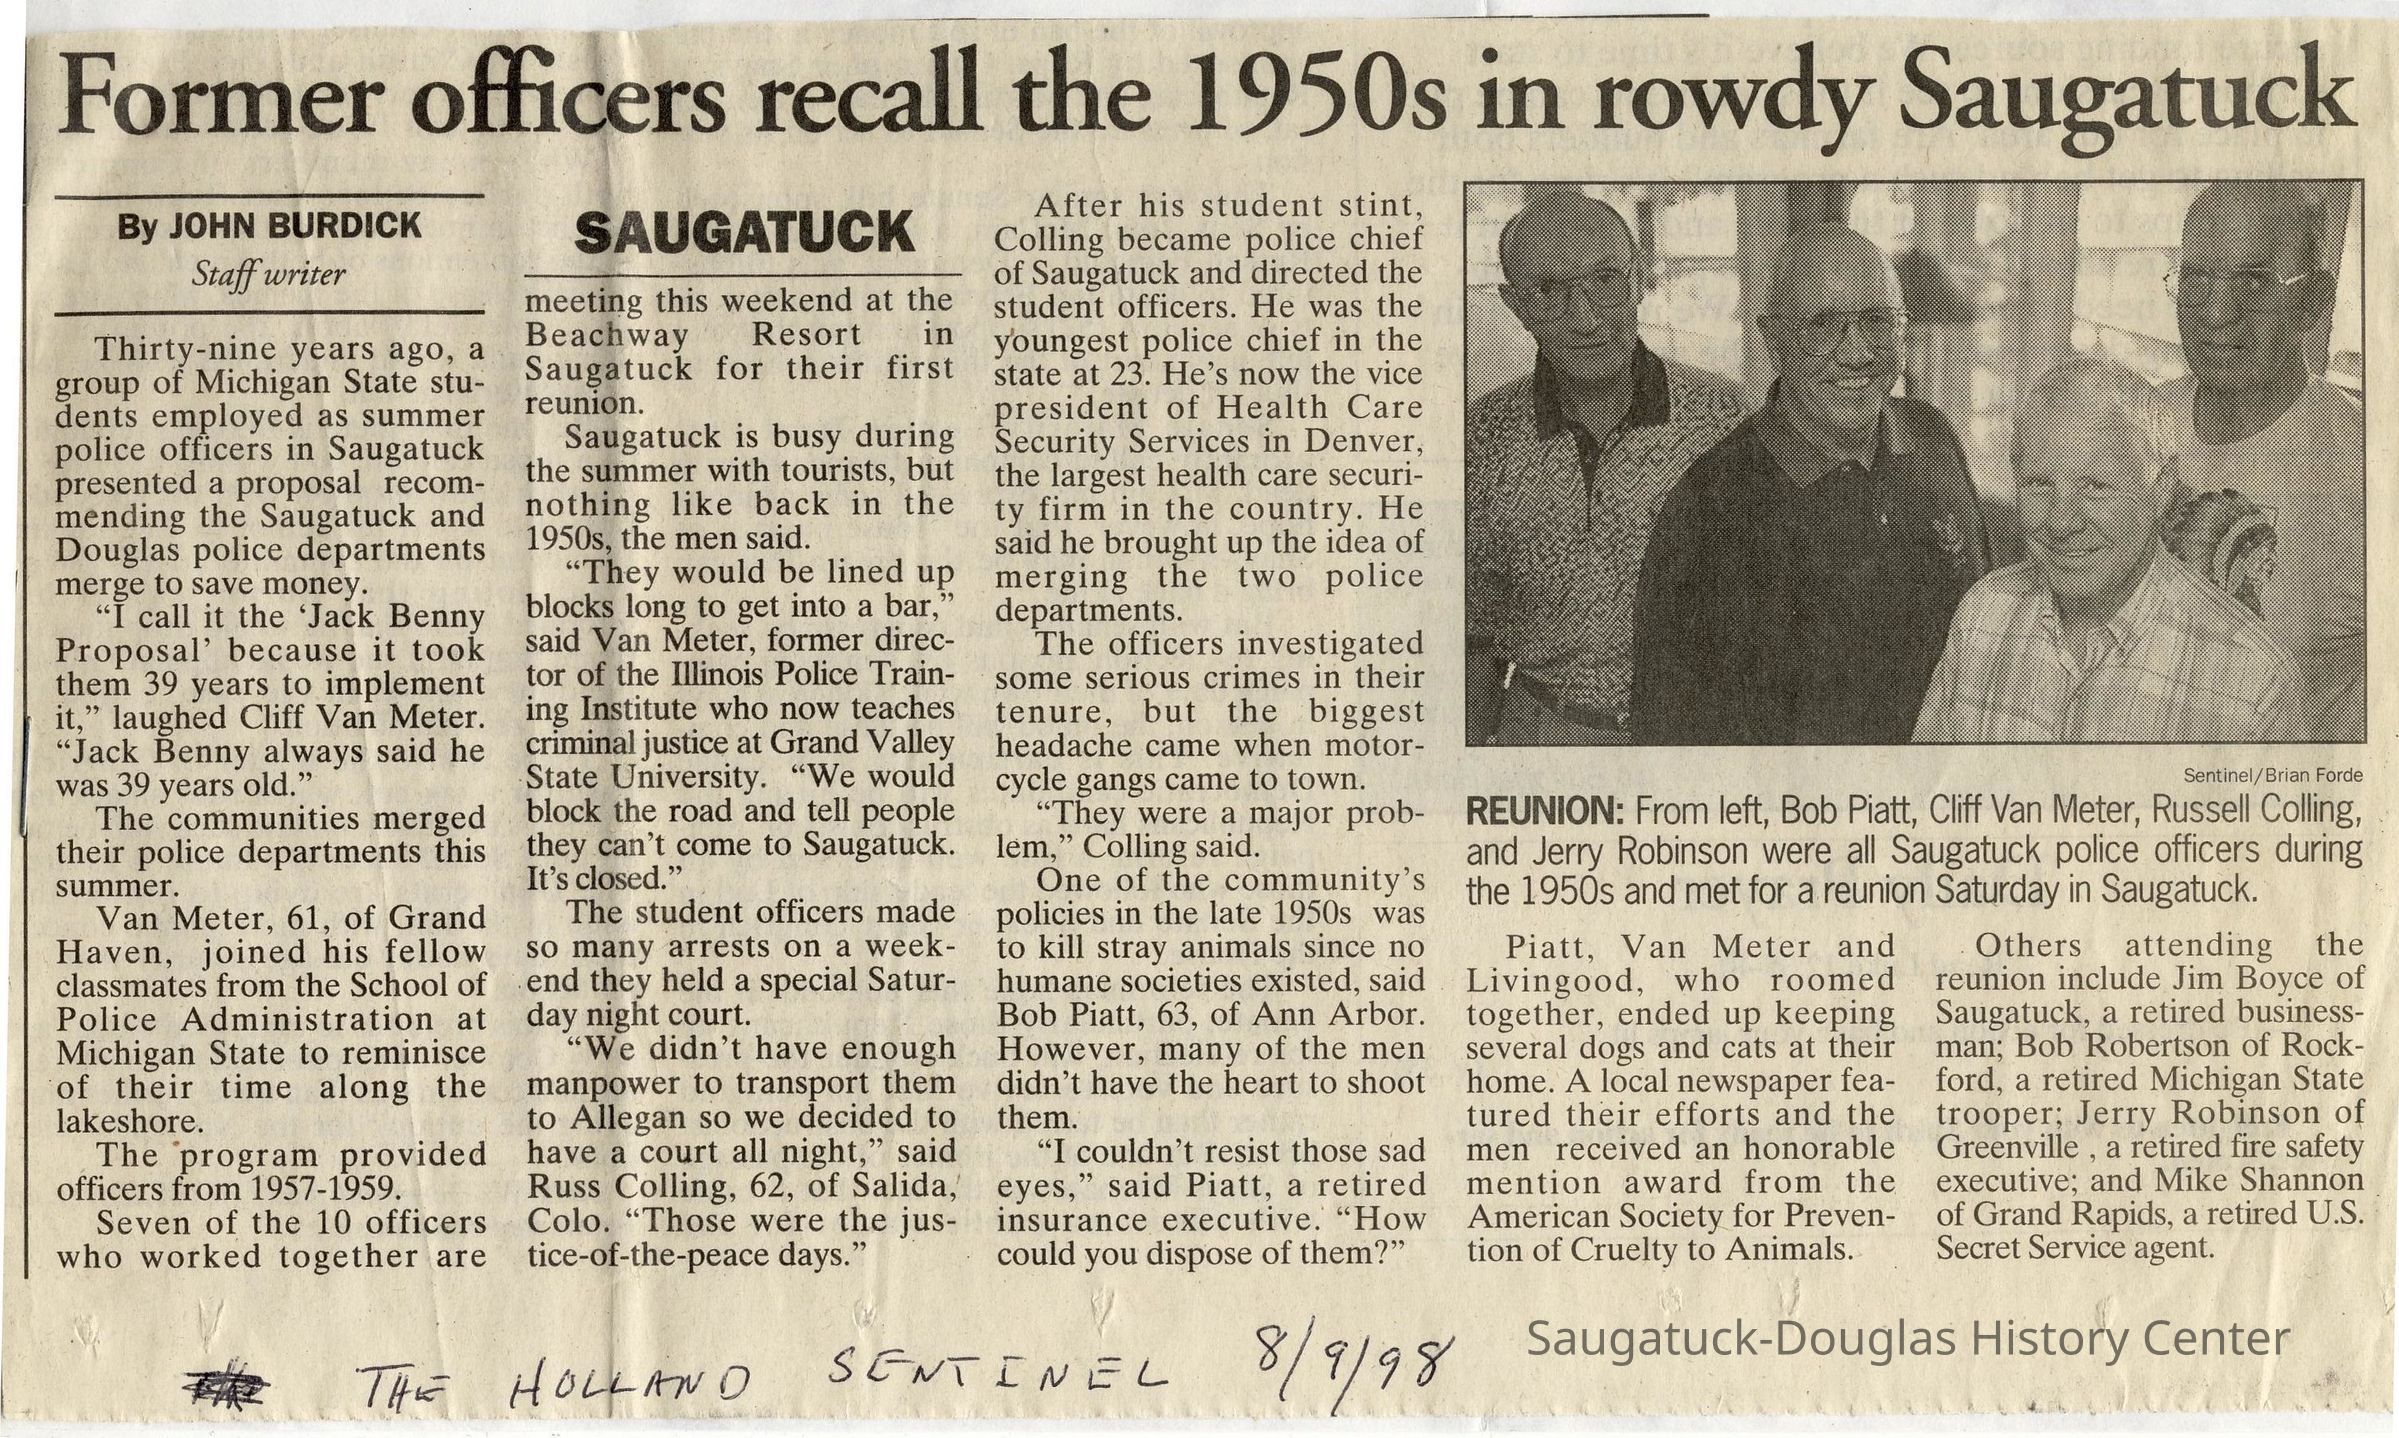 Former officers recall the 1950s in rowdy Saugatuck
By JOHN BURDICK
Staff writer
Thirty-nine years ago, a
group of Michigan State stu-
dents employed as summer
police officers in Saugatuck
presented a proposal recom-
mending the Saugatuck and
Douglas police departments
merge to save money.
“I call it the ‘Jack Benny
Proposal’ because it took
them 39 years to implement
it,” laughed Cliff Van Meter.
“Jack Benny always said he
was 39 years old.”
The communities merged
their police departments this
summer.
Van Meter, 61, of Grand
Haven, joined his fellow
classmates from the School of
Police Administration at
Michigan State to reminisce
of their time along the
lakeshore.
The program provided
officers from 1957-1959.
Seven of the 10 officers
who worked together are
SAUGATUCK
meeting this weekend at the
Beachway Resort in
Saugatuck for their first
reunion.
Saugatuck is busy during
the summer with tourists, but
nothing like back in the
1950s, the men said.
“They would be lined up
blocks long to get into a bar,”
said Van Meter, former direc-
tor of the Illinois Police Train-
ing Institute who now teaches
criminal justice at Grand Valley
State University. “We would
block the road and tell people
they can’t come to Saugatuck.
It’s closed.”
The student officers made
so many arrests on a week-
end they held a special Satur-
day night court.
“We didn’t have enough
manpower to transport them
to Allegan so we decided to
have a court all night,” said
Russ Colling, 62, of Salida,
Colo. “Those were the jus-
tice-of-the-peace days.”
After his student stint,
Colling became police chief
of Saugatuck and directed the
student officers. He was the
youngest police chief in the
state at 23. He’s now the vice
president of Health Care
Security Services in Denver,
the largest health care securi-
ty firm in the country. He
said he brought up the idea of
merging the two police
departments.
The officers investigated
some serious crimes in their
tenure, but the biggest
headache came when motor-
cycle gangs came to town.
“They were a major prob-
lem,” Colling said.
One of the community’s
policies in the late 1950s was
to kill stray animals since no
humane societies existed, said
Bob Piatt, 63, of Ann Arbor.
However, many of the men
didn’t have the heart to shoot
them.
“I couldn’t resist those sad
eyes,” said Piatt, a retired
insurance executive. “How
could you dispose of them?”
Sentinel/Brian Forde
REUNION: From left, Bob Piatt, Cliff Van Meter, Russell Colling,
and Jerry Robinson were all Saugatuck police officers during
the 1950s and met for a reunion Saturday in Saugatuck.
Piatt, Van Meter and
Livingood, who roomed
together, ended up keeping
several dogs and cats at their
home. A local newspaper fea-
tured their efforts and the
men received an honorable
mention award from the
American Society for Preven-
tion of Cruelty to Animals.
Others attending the
reunion include Jim Boyce of
Saugatuck, a retired business-
man; Bob Robertson of Rock-
ford, a retired Michigan State
trooper; Jerry Robinson of
Greenville , a retired fire safety
executive; and Mike Shannon
of Grand Rapids, a retired U.S.
Secret Service agent.
THE HOLLAND SENTINEL 8/9/98
Saugatuck-Douglas History Center